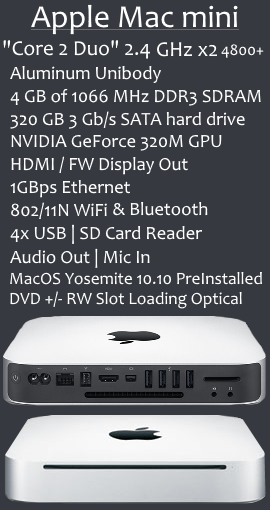 Apple Mac mini
"Core 2 Duo" 2.4 GHz x2 4800+
Aluminum Unibody
4 GB of 1066 MHz DDR3 SDRAM
320 GB 3 Gb/s SATA hard drive
NVIDIA GeForce 320M GPU
HDMI / FW Display Out
1GBps Ethernet
802/11N WiFi & Bluetooth
4x USB | SD Card Reader
Audio Out | Mic In
MacOS Yosemite 10.10 PreInstalled
DVD +/- RW Slot Loading Optical